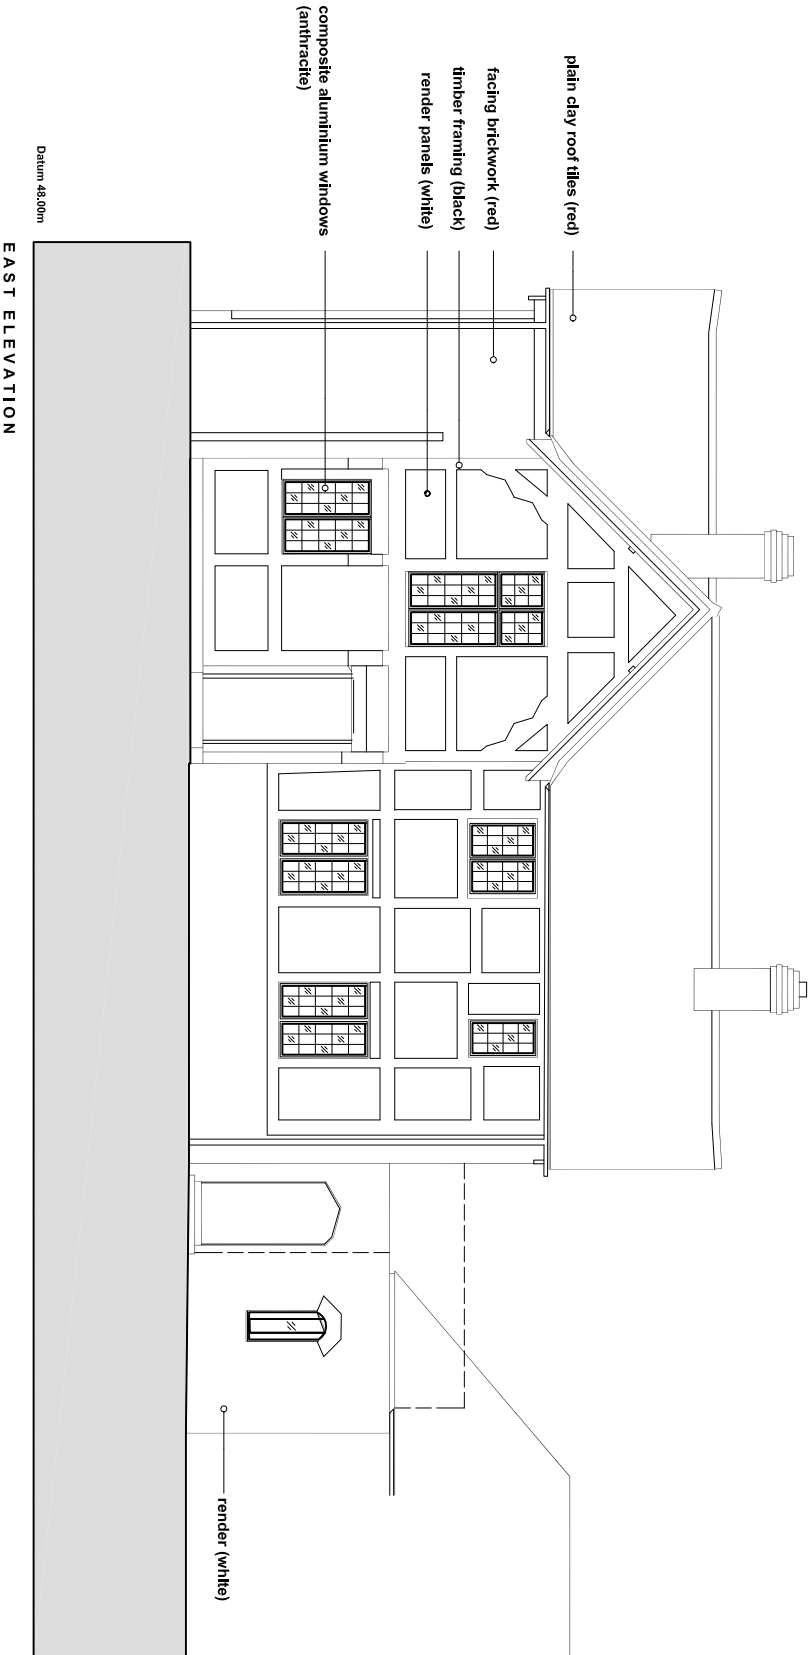 plain clay roof tiles (red)
facing brickwork (red)
timber framing (black)
render panels (white)
composite aluminium windows
(anthracite)
render (white)
Datum 48.00m
EAST ELEVATION